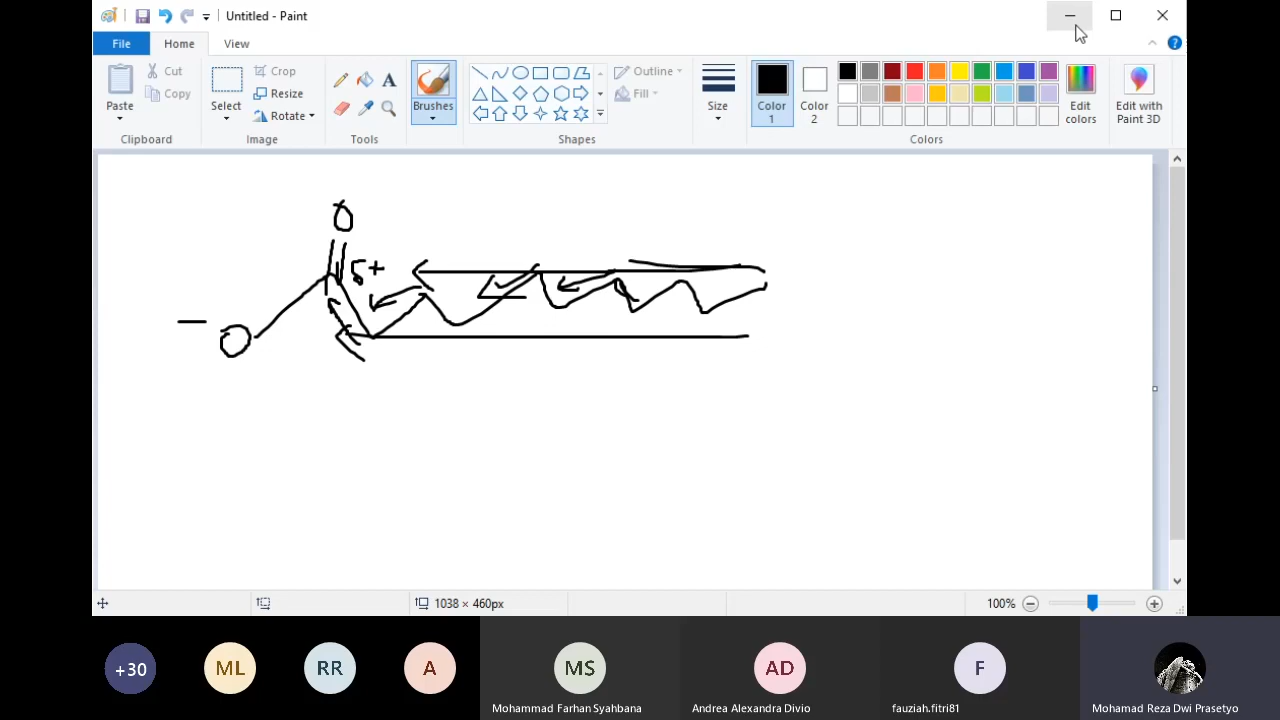 Untitled - Paint
File
Home
View
Paste
Cut
Copy
Clipboard
Select
Crop
Resize
Rotate
Image
A
Tools
Brushes
Shapes
Outline
Fill
Size
Color
1
Color
2
Colors
Edit
colors
Edit with
Paint 3D
?
O
δ+
− O
1038 × 460px
100%
+30
ML
RR
A
MS
Mohammad Farhan Syahbana
AD
Andrea Alexandra Divio
F
fauziah.fitri81
Mohamad Reza Dwi Prasetyo